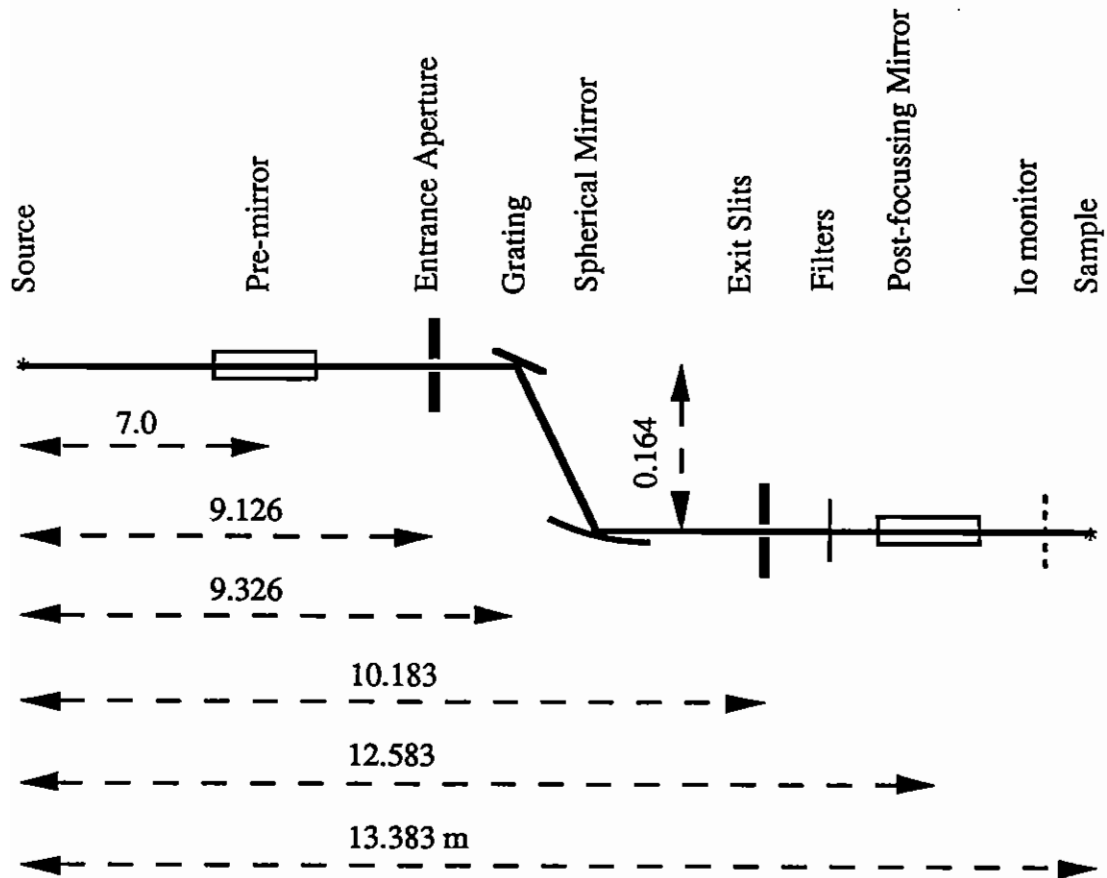 Source
Pre-mirror
Entrance Aperture
Grating
Spherical Mirror
Exit Slits
Filters
Post-focussing Mirror
Io monitor
Sample
*
*
7.0
0.164
9.126
9.326
10.183
12.583
13.383 m